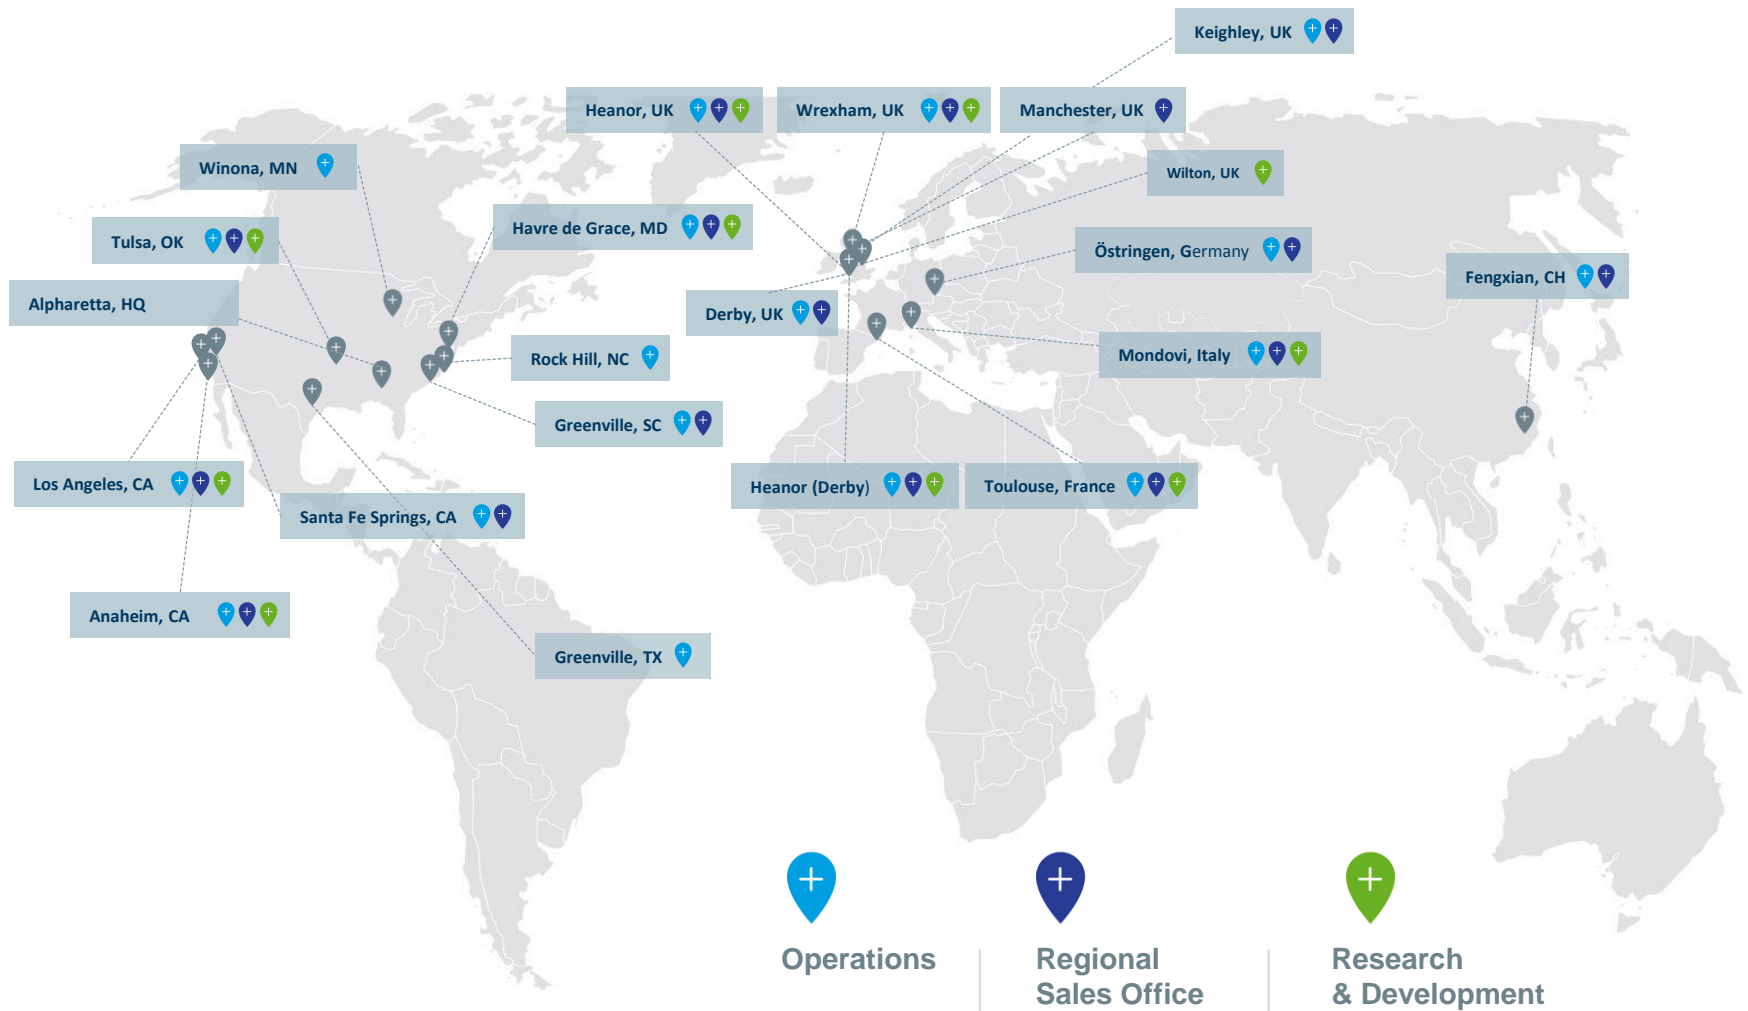 Keighley, UK
Heanor, UK
Wrexham, UK
Manchester, UK
Winona, MN
Wilton, UK
Havre de Grace, MD
Tulsa, OK
Östringen, Germany
Fengxian, CH
Alpharetta, HQ
Derby, UK
Rock Hill, NC
Mondovi, Italy
Greenville, SC
Los Angeles, CA
Heanor (Derby)
Toulouse, France
Santa Fe Springs, CA
Anaheim, CA
Greenville, TX
Operations
Regional
Sales Office
Research
& Development